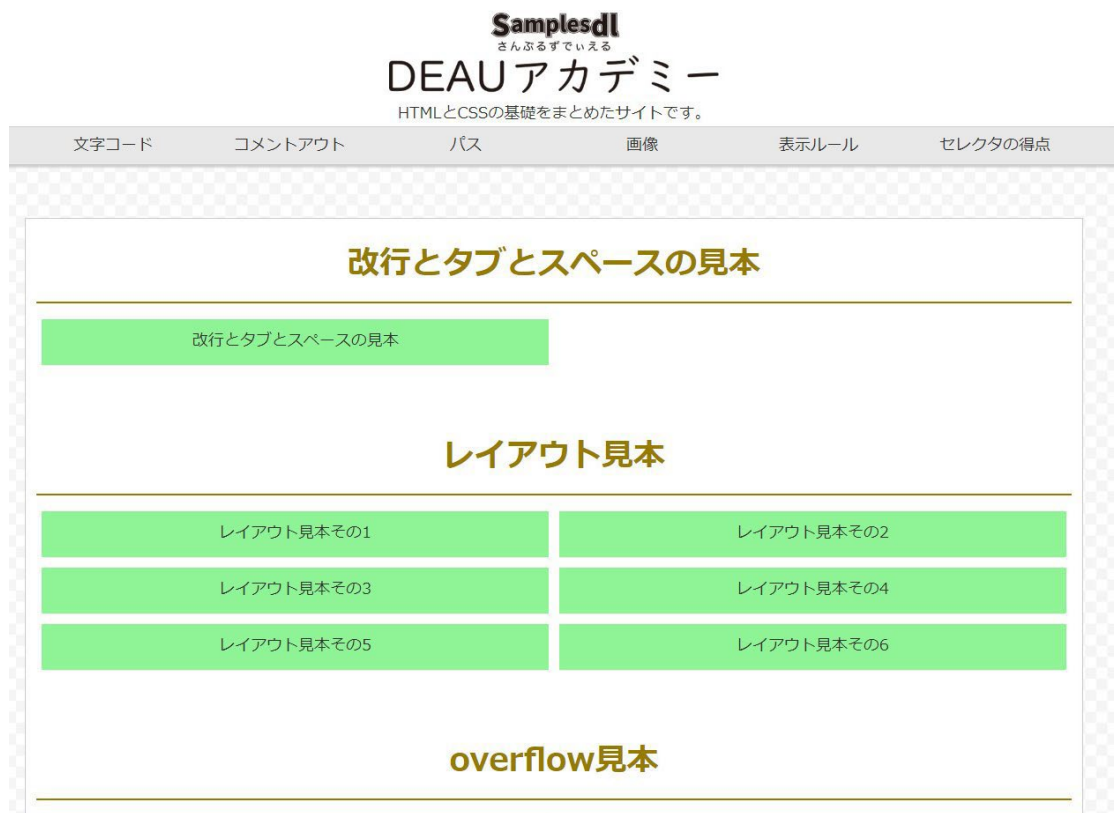 Samplesdl
さんぷるずでぃえる
DEAUアカデミー
HTMLとCSSの基礎をまとめたサイトです。
文字コード コメントアウト パス 画像 表示ルール セレクタの得点
改行とタブとスペースの見本
改行とタブとスペースの見本
レイアウト見本
レイアウト見本その1 レイアウト見本その2
レイアウト見本その3 レイアウト見本その4
レイアウト見本その5 レイアウト見本その6
overflow見本